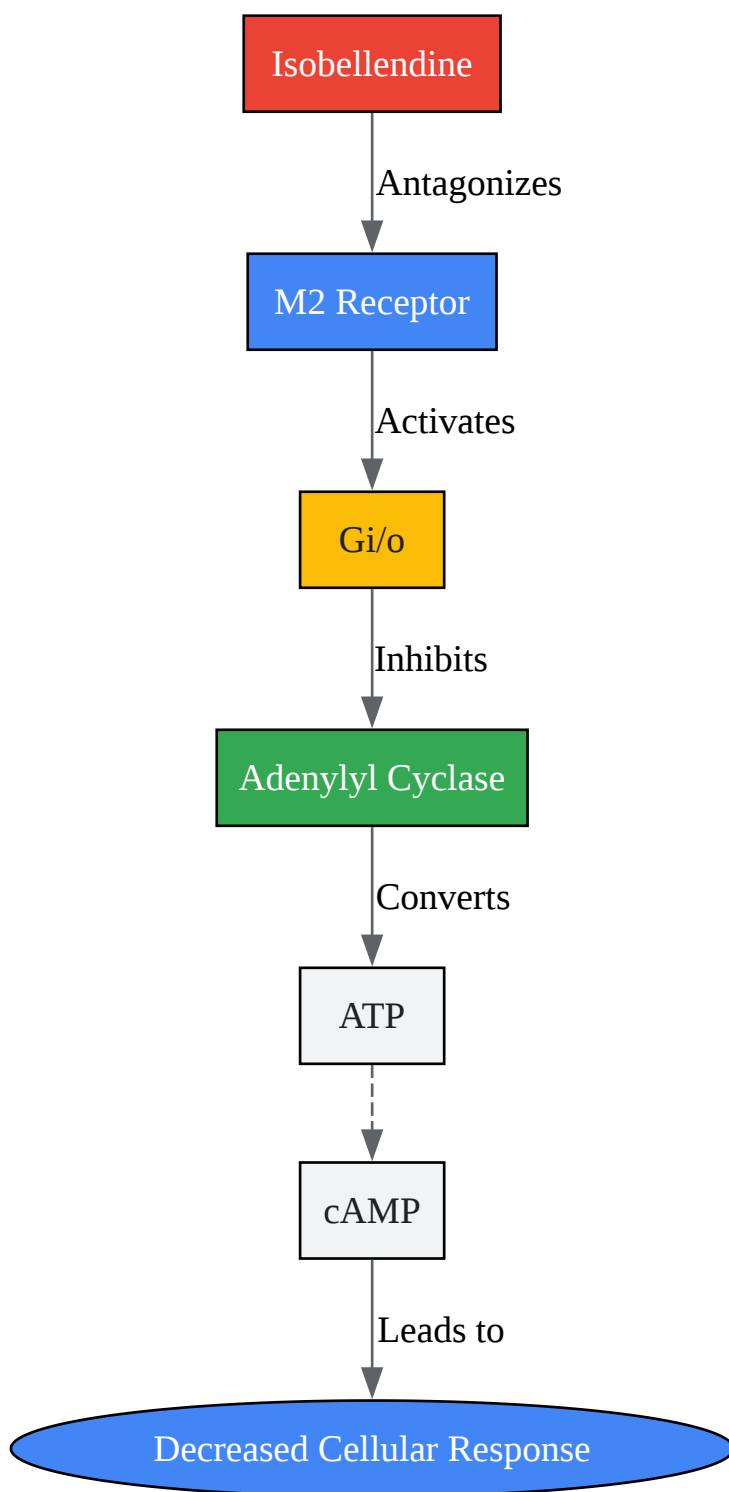 Isobellendine
Antagonizes
M2 Receptor
Activates
Gi/o
Inhibits
Adenylyl Cyclase
Converts
ATP
cAMP
Leads to
Decreased Cellular Response